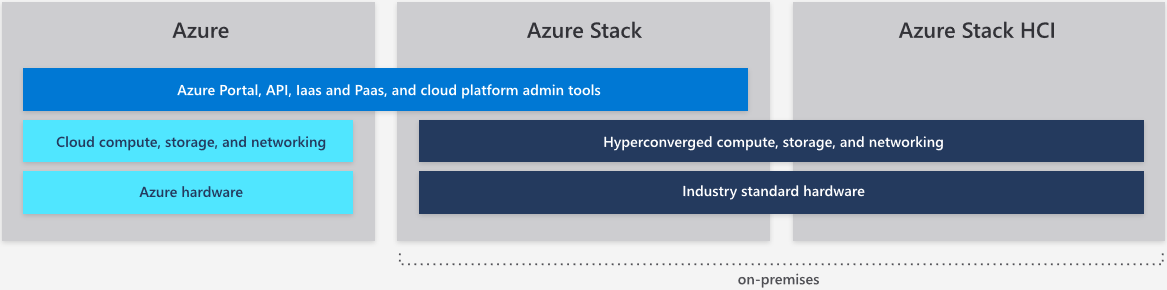 Azure
Azure Stack
Azure Stack HCI
Azure Portal, API, Iaas and Paas, and cloud platform admin tools
Cloud compute, storage, and networking
Hyperconverged compute, storage, and networking
Azure hardware
Industry standard hardware
on-premises